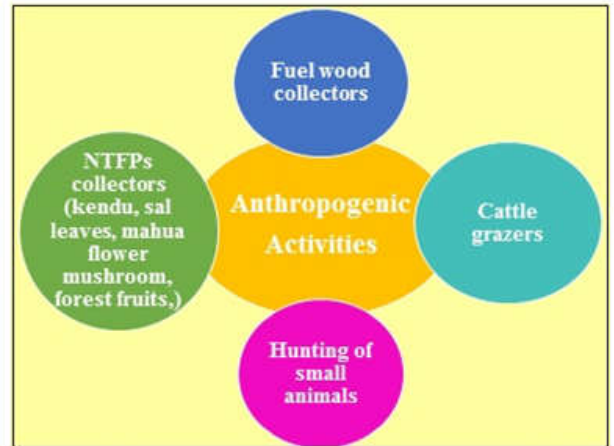 Fuel wood
collectors
NTFPs
collectors
(kendu, sal
leaves, mahua
flower
mushroom,
forest fruits,)
Anthropogenic
Activities
Cattle
grazers
Hunting of
small
animals